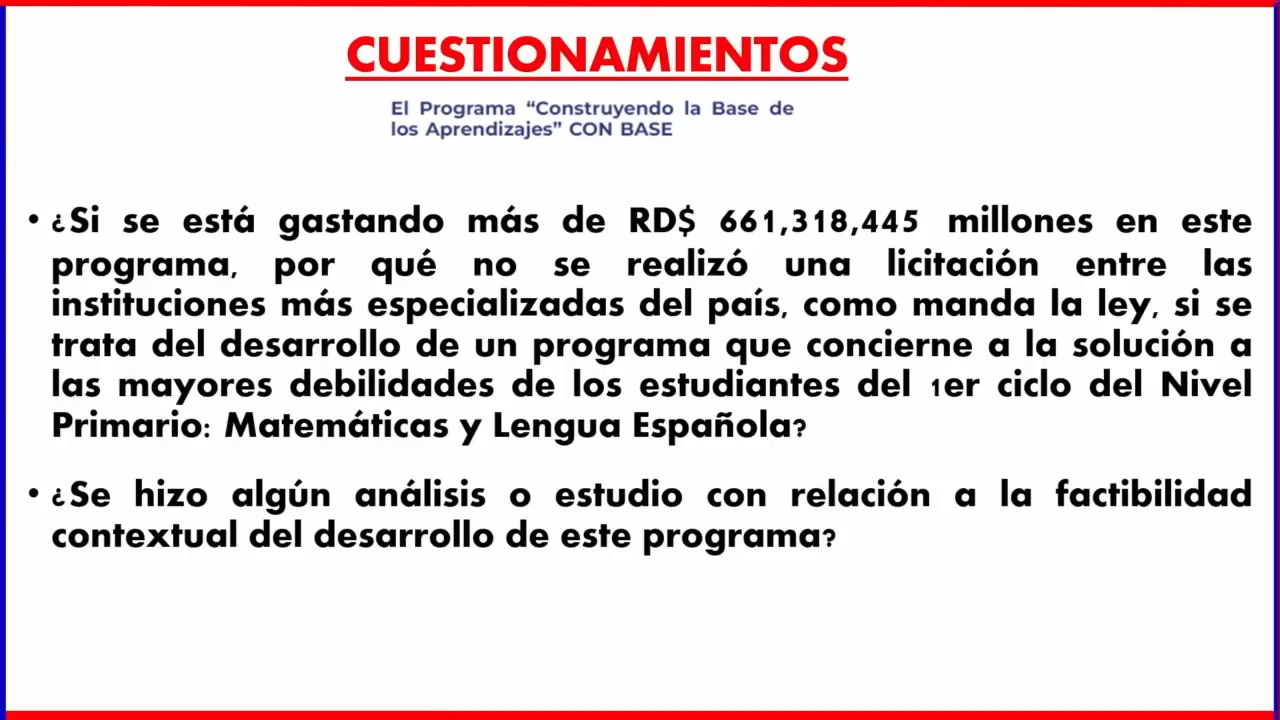 CUESTIONAMIENTOS
El Programa “Construyendo la Base de
los Aprendizajes” CON BASE
• ¿Si se está gastando más de RD$ 661,318,445 millones en este
programa, por qué no se realizó una licitación entre las
instituciones más especializadas del país, como manda la ley, si se
trata del desarrollo de un programa que concierne a la solución a
las mayores debilidades de los estudiantes del 1er ciclo del Nivel
Primario: Matemáticas y Lengua Española?
• ¿Se hizo algún análisis o estudio con relación a la factibilidad
contextual del desarrollo de este programa?